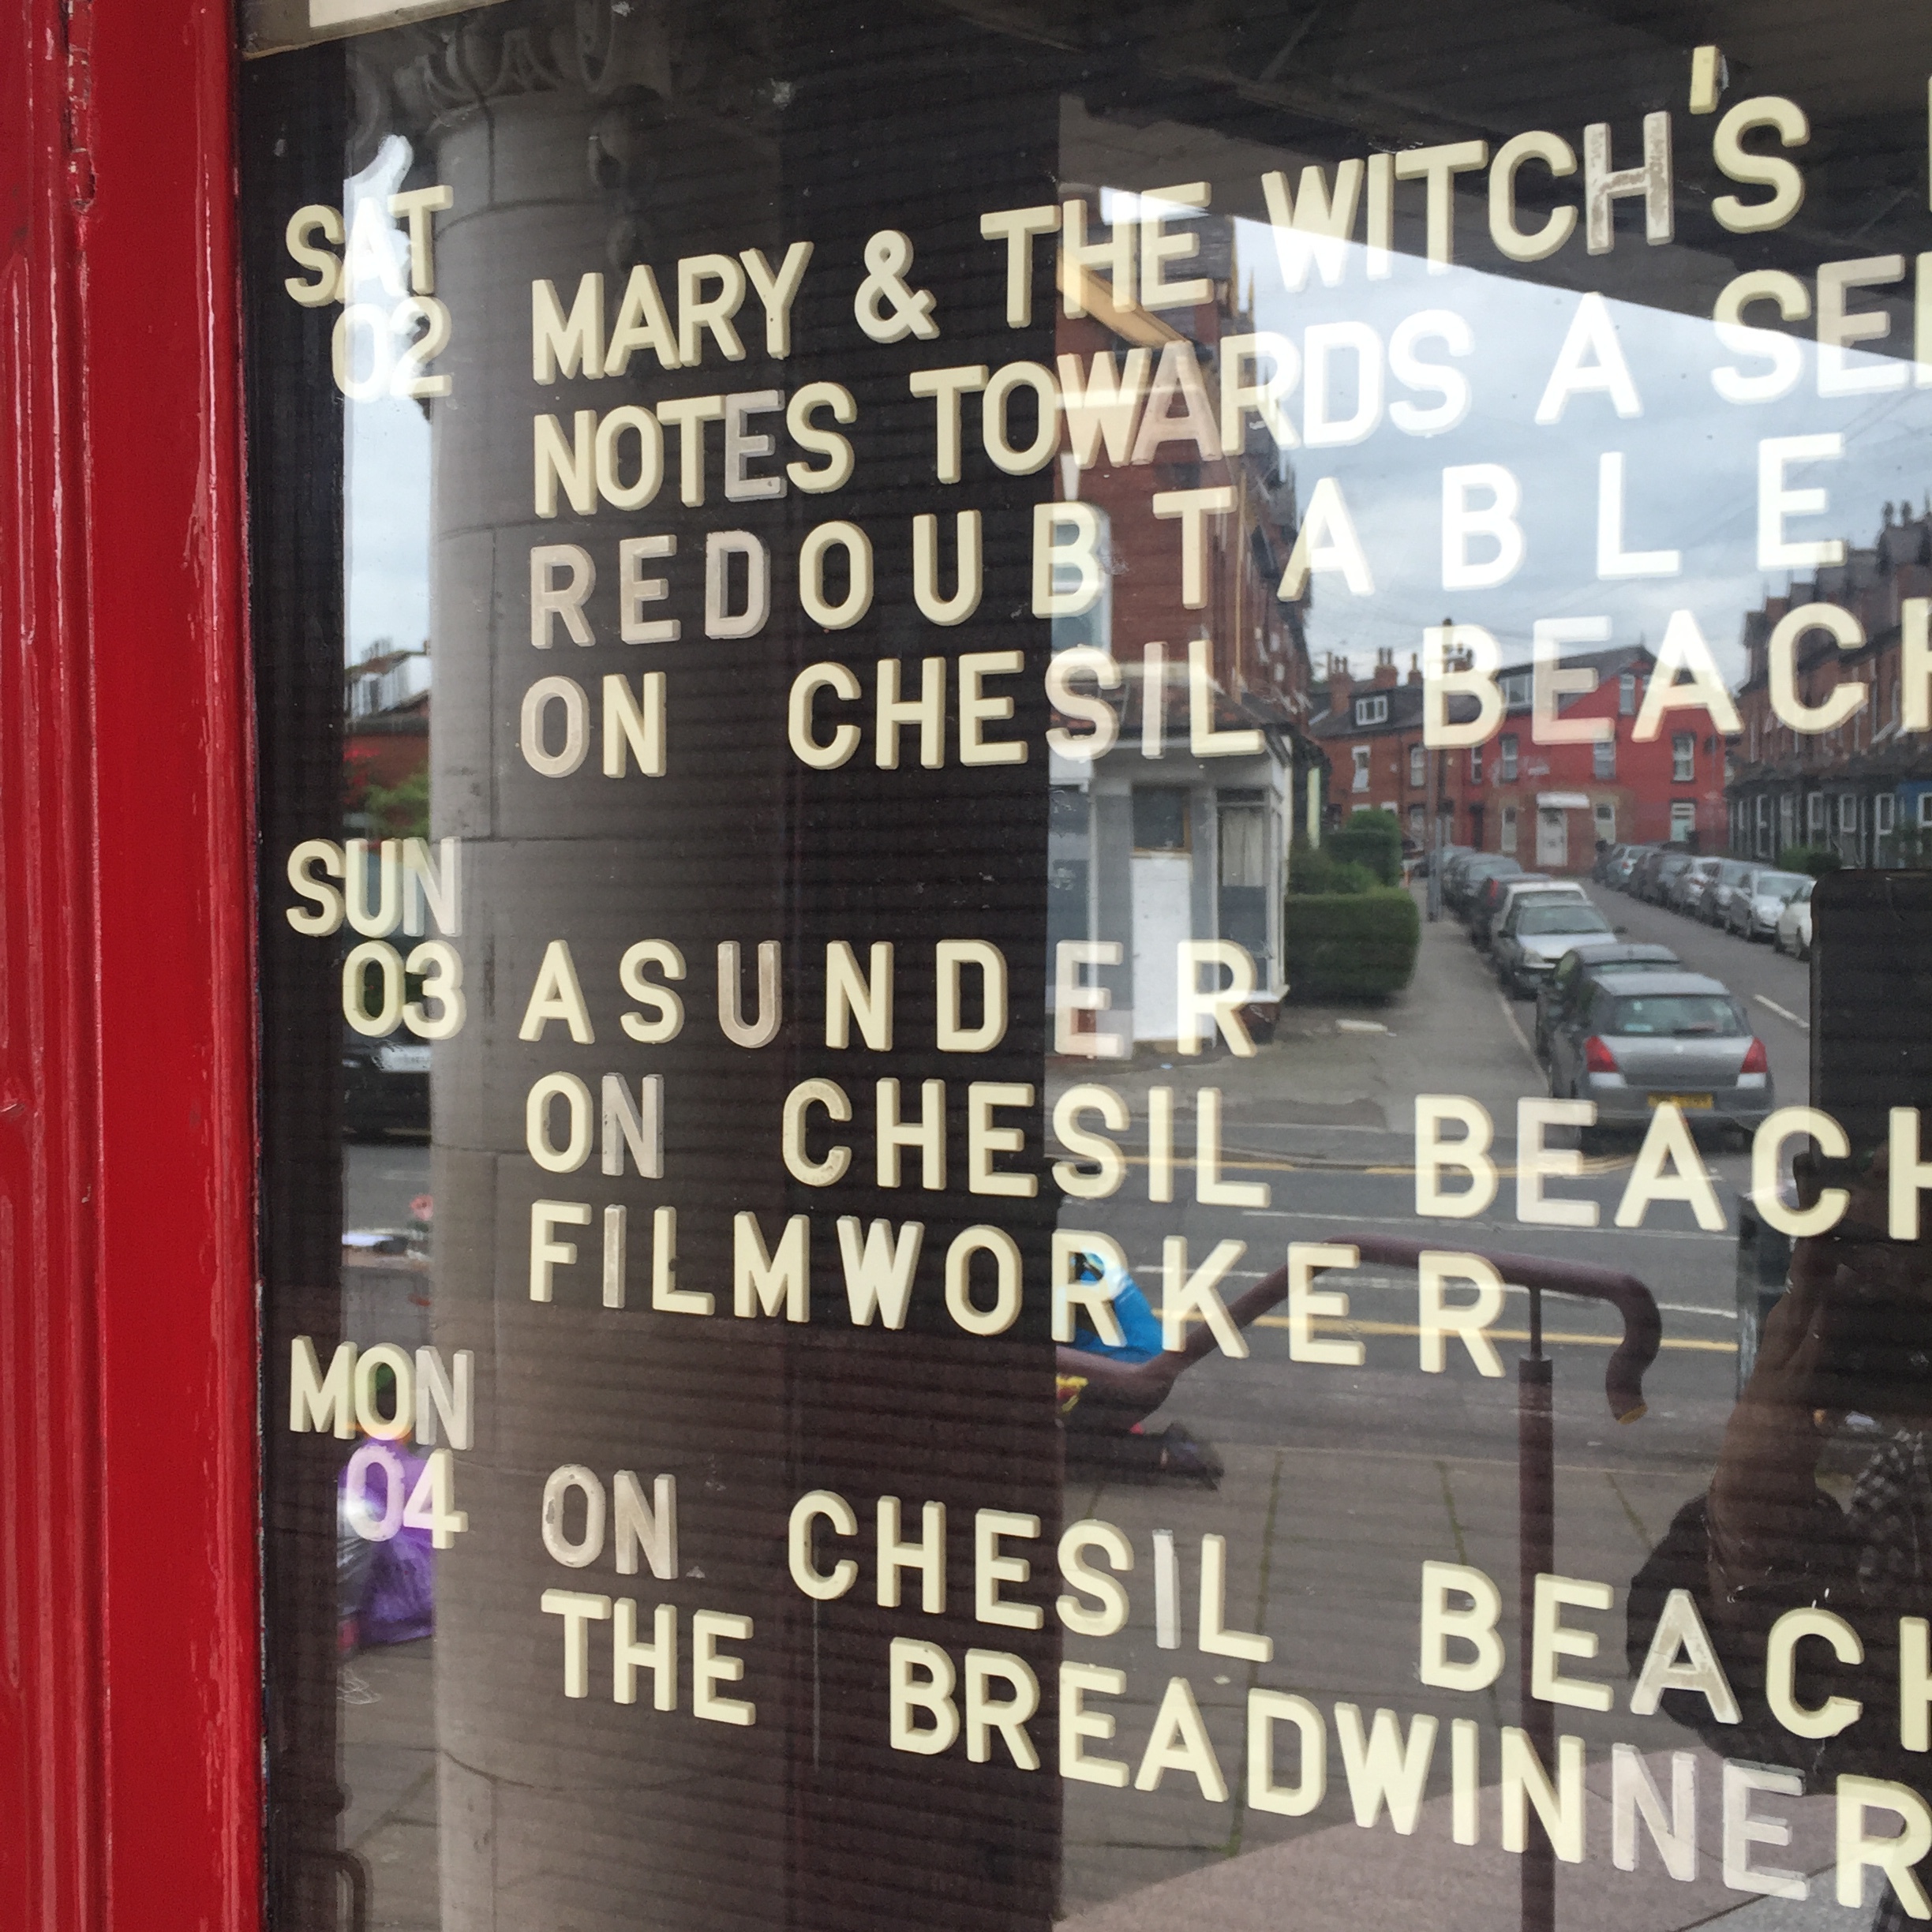 SAT
02
MARY & THE WITCH'S
NOTES TOWARDS A
REDOUBTABLE
ON CHESIL BEACH
SUN
03
ASUNDER
ON CHESIL BEACH
FILMWORKER
MON
04
ON CHESIL BEACH
THE BREADWINNER